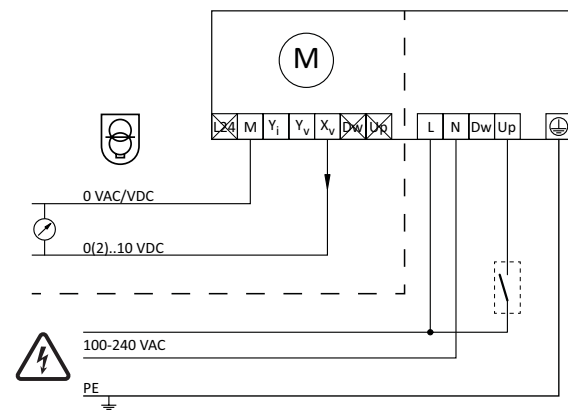 M
L24 M Yi Yv Xv Dw Up L N Dw Up
0 VAC/VDC
0(2)..10 VDC
100-240 VAC
PE